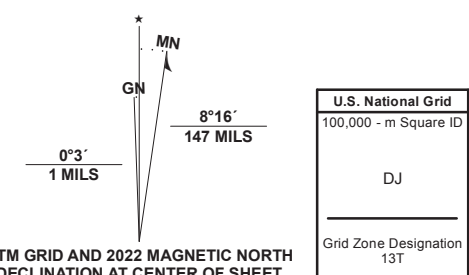 ★
MN
GN
8°16´
147 MILS
0°3´
1 MILS
TM GRID AND 2022 MAGNETIC NORTH
DECLINATION AT CENTER OF SHEET
U.S. National Grid
100,000 - m Square ID
DJ
Grid Zone Designation
13T